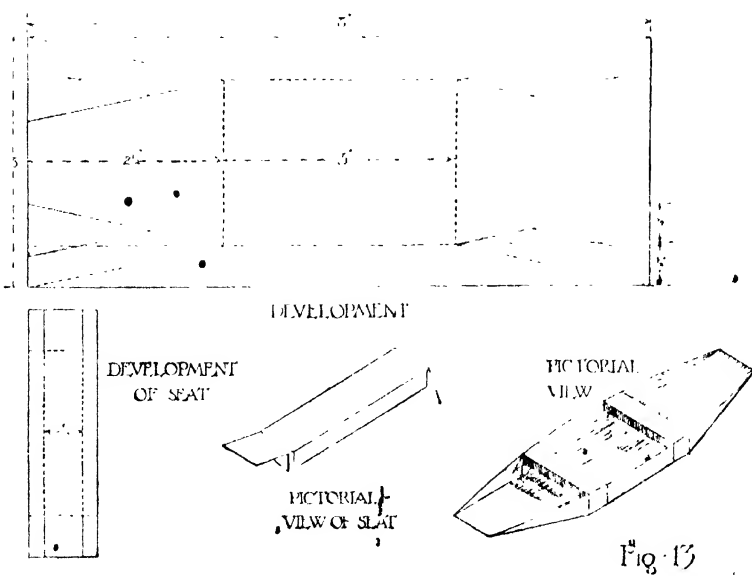 DEVELOPMENT
DEVELOPMENT
OF SEAT
PICTORIAL
VIEW OF SEAT
PICTORIAL
VIEW
Fig. 13